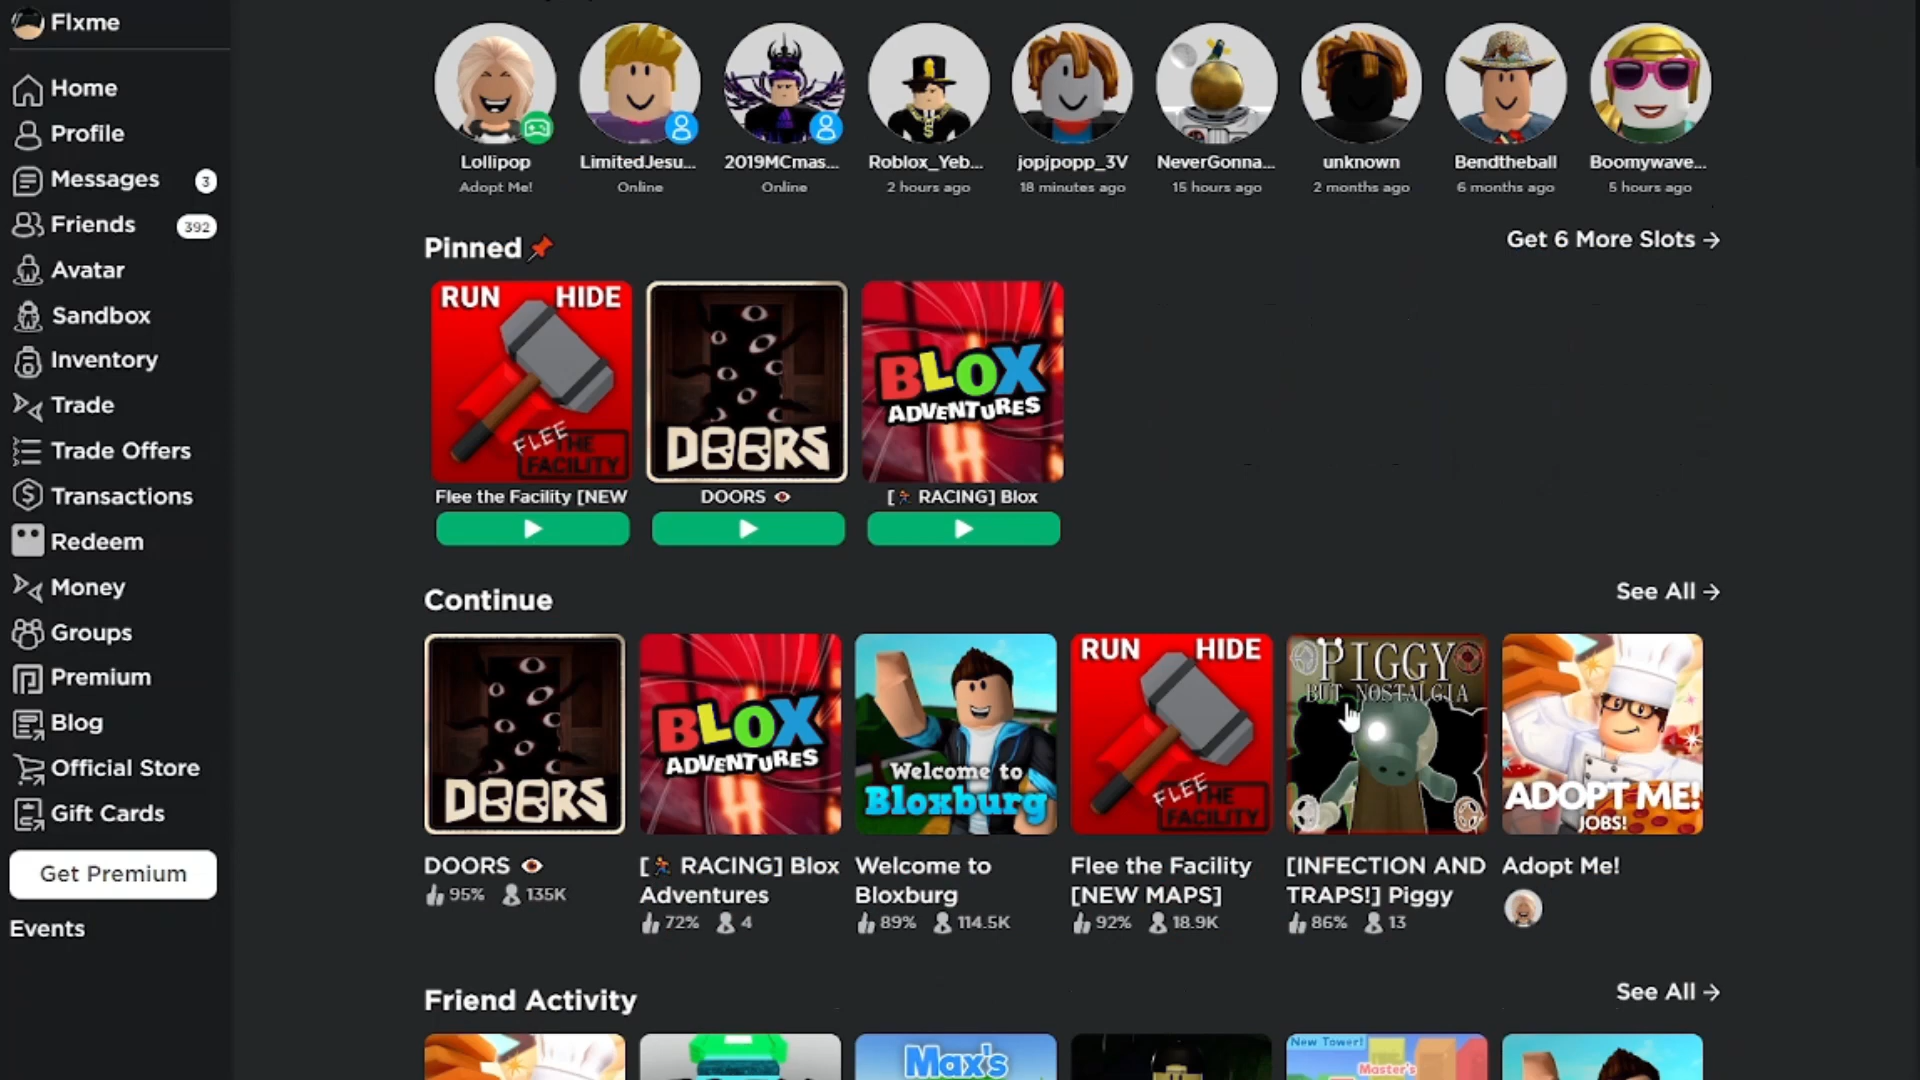 Flxme
Home
Profile
Messages
3
Friends
392
Avatar
Sandbox
Inventory
Trade
Trade Offers
Transactions
Redeem
Money
Groups
Premium
Blog
Official Store
Gift Cards
Get Premium
Events
Lollipop
Adopt Me!
LimitedJesu...
Online
2019MCmas...
Online
Roblox_Yeb...
2 hours ago
jopjpopp_3V
18 minutes ago
NeverGonna...
15 hours ago
unknown
2 months ago
Bendtheball
6 months ago
Boomywave...
5 hours ago
Pinned
Get 6 More Slots
RUN HIDE
FLEE THE
FACILITY
Flee the Facility [NEW
DOORS
DOORS
BLOX
ADVENTURES
[ RACING] Blox
Continue
See All
DOORS
DOORS
95% 135K
BLOX
ADVENTURES
[ RACING] Blox
Adventures
72% 4
Welcome to
Bloxburg
Welcome to
Bloxburg
89% 114.5K
RUN HIDE
FLEE THE
FACILITY
Flee the Facility
[NEW MAPS]
92% 18.9K
PIGGY
BUT NOSTALGIA
[INFECTION AND
TRAPS!] Piggy
86% 13
ADOPT ME!
JOBS!
Adopt Me!
Friend Activity
See All
Max's
New Tower!
Master's